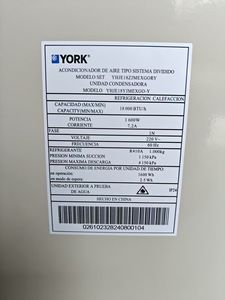 YORK
ACONDICIONADOR DE AIRE TIPO SISTEMA DIVIDIDO
MODELO SET YHJE18ZJMEXGORY
UNIDAD CONDENSADORA
MODELO YHJE18YJMEXGO-Y
REFRIGERACION CALEFACCION
CAPACIDAD (MAX/MIN)
CAPACITY(MIN/MAX) 18 000 BTU/h
POTENCIA 1 600W
CORRIENTE 7,2A
FASE 1N
VOLTAJE 220 V~
FRECUENCIA 60 Hz
REFRIGERANTE R410A 1.000kg
PRESION MINIMA SUCCION 1 150 kPa
PRESION MAXIMA DESCARGA 4 150 kPa
CONSUMO DE ENERGIA POR UNIDAD DE TIEMPO:
en operación 1600 Wh
en modo de espera 2.5 Wh
UNIDAD EXTERIOR A PRUEBA
DE AGUA IP24
HECHO EN CHINA